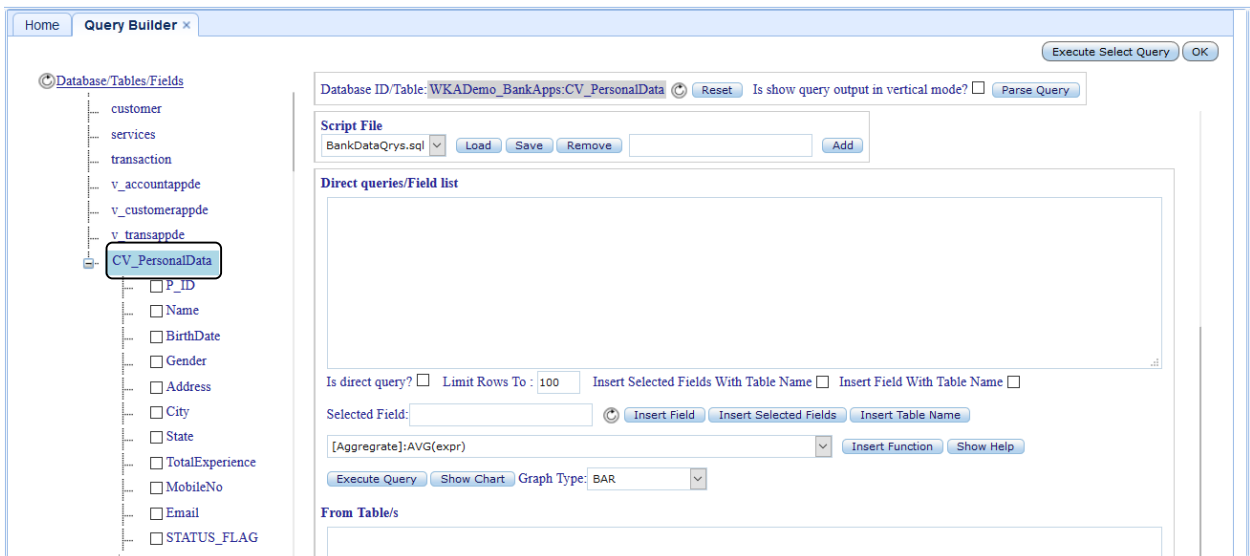 Home Query Builder ×
Execute Select Query OK
Database/Tables/Fields
customer
services
transaction
v_accountappde
v_customerappde
v_transappde
CV_PersonalData
P_ID
Name
BirthDate
Gender
Address
City
State
TotalExperience
MobileNo
Email
STATUS_FLAG
Database ID/Table: WKADemo_BankApps:CV_PersonalData Reset Is show query output in vertical mode? Parse Query
Script File
BankDataQrys.sql Load Save Remove Add
Direct queries/Field list
Is direct query? Limit Rows To : 100 Insert Selected Fields With Table Name Insert Field With Table Name
Selected Field: Insert Field Insert Selected Fields Insert Table Name
[Aggregrate]:AVG(expr) Insert Function Show Help
Execute Query Show Chart Graph Type: BAR
From Table/s